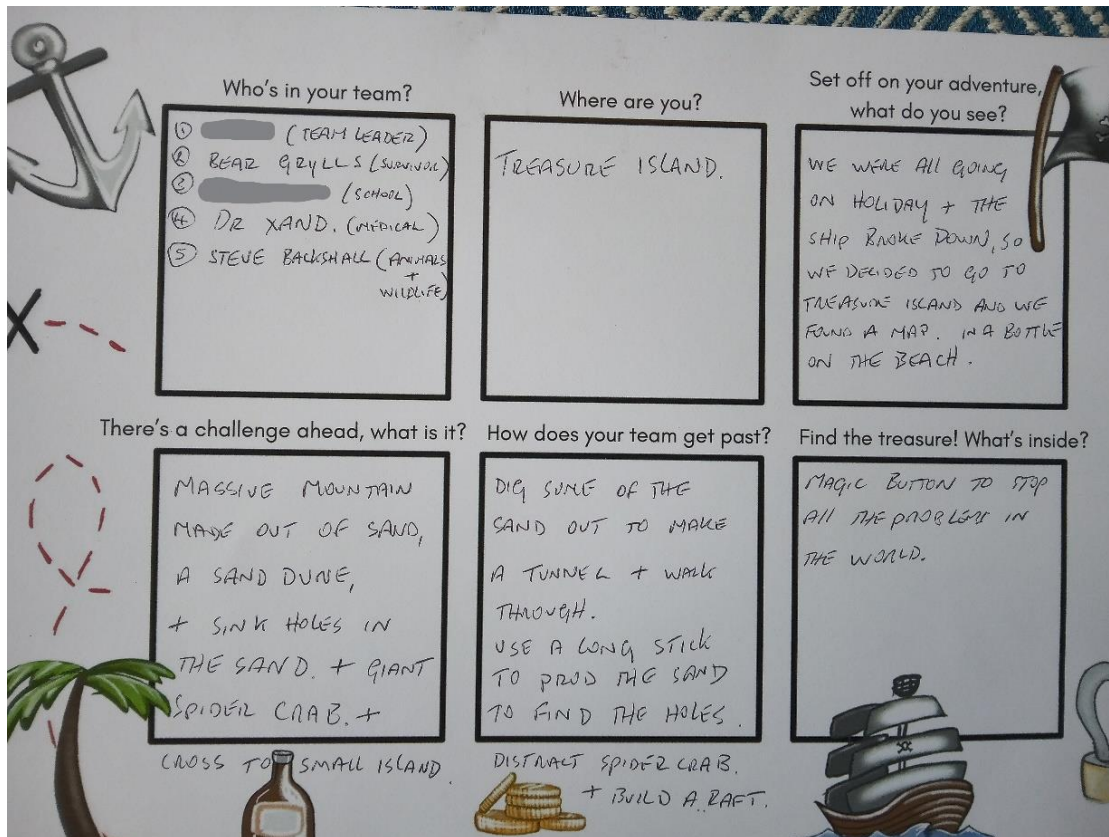 Who's in your team?
① (TEAM LEADER)
② BEAR GRYLLS (SURVIVOR)
③ (SCHOOL)
④ DR XAND. (MEDICAL)
⑤ STEVE BACKSHALL (ANIMALS
+
WILDLIFE)
Where are you?
TREASURE ISLAND.
Set off on your adventure,
what do you see?
WE WERE ALL GOING
ON HOLIDAY + THE
SHIP BROKE DOWN, SO
WE DECIDED TO GO TO
TREASURE ISLAND AND WE
FOUND A MAP. IN A BOTTLE
ON THE BEACH.
There's a challenge ahead, what is it?
MASSIVE MOUNTAIN
MADE OUT OF SAND,
A SAND DUNE,
+ SINK HOLES IN
THE SAND. + GIANT
SPIDER CRAB. +
CROSS TO SMALL ISLAND.
How does your team get past?
DIG SOME OF THE
SAND OUT TO MAKE
A TUNNEL + WALK
THROUGH.
USE A LONG STICK
TO PROD THE SAND
TO FIND THE HOLES.
DISTRACT SPIDER CRAB.
+ BUILD A RAFT.
Find the treasure! What's inside?
MAGIC BUTTON TO STOP
ALL THE PROBLEMS IN
THE WORLD.
X